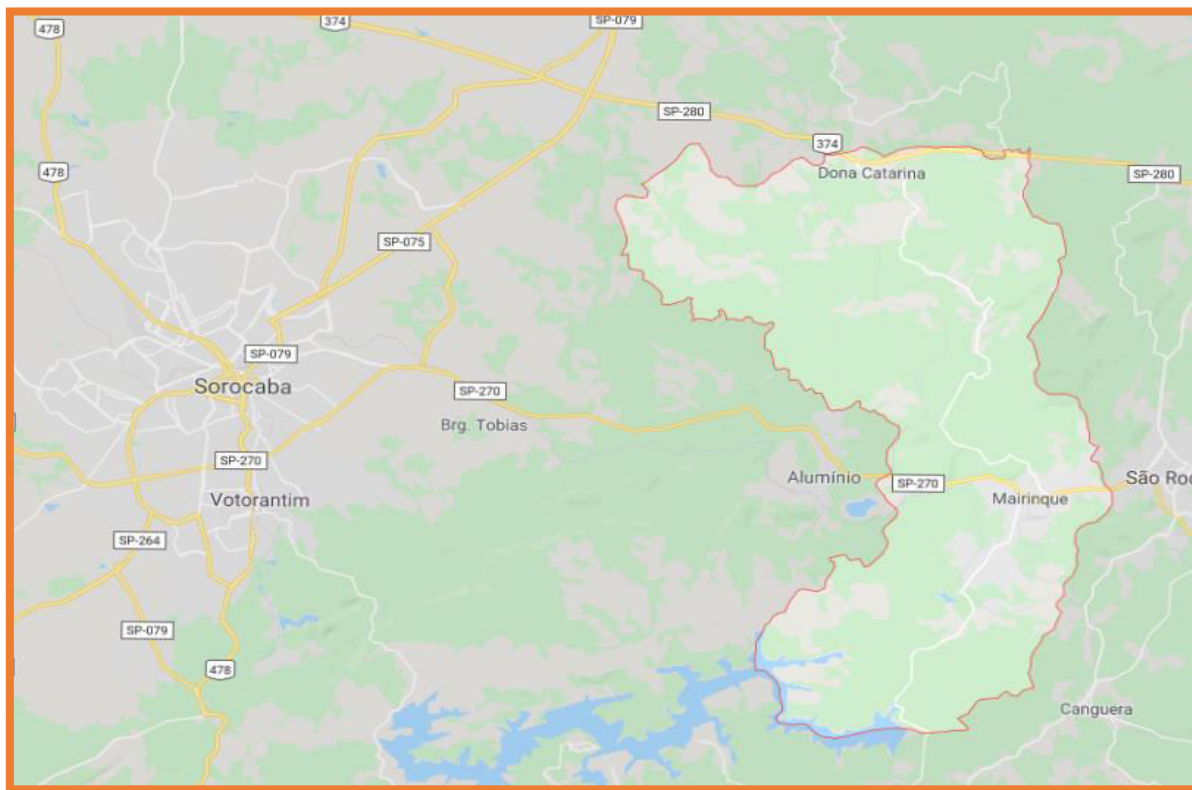 478
374
SP-079
SP-280
374
Dona Catarina
478
SP-280
SP-075
SP-079
Sorocaba
SP-270
Brg. Tobias
SP-270
Alumínio
SP-270
São Roc
Mairinque
Votorantim
SP-264
SP-079
478
Canguera